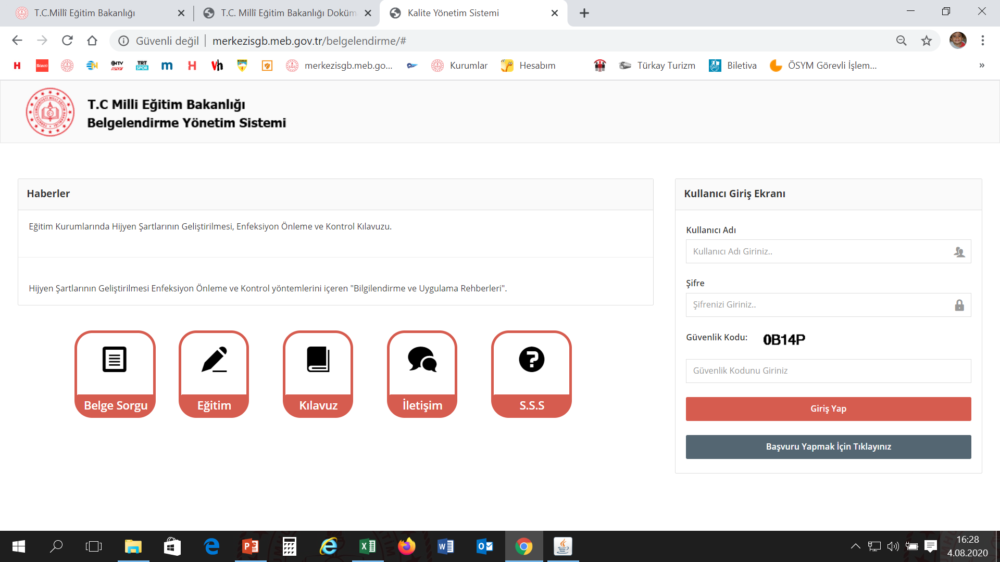 T.C.Millî Eğitim Bakanlığı
T.C. Millî Eğitim Bakanlığı Doküm
Kalite Yönetim Sistemi
Güvenli değil
merkezisgb.meb.gov.tr/belgelendirme/#
merkezisgb.meb.go...
Kurumlar
Hesabım
Türkay Turizm
Biletiva
ÖSYM Görevli İşlem...
T.C Milli Eğitim Bakanlığı
Belgelendirme Yönetim Sistemi
Haberler
Eğitim Kurumlarında Hijyen Şartlarının Geliştirilmesi, Enfeksiyon Önleme ve Kontrol Kılavuzu.
Hijyen Şartlarının Geliştirilmesi Enfeksiyon Önleme ve Kontrol yöntemlerini içeren "Bilgilendirme ve Uygulama Rehberleri".
Belge Sorgu
Eğitim
Kılavuz
İletişim
S.S.S
Kullanıcı Giriş Ekranı
Kullanıcı Adı
Kullanıcı Adı Giriniz..
Şifre
Şifrenizi Giriniz..
Güvenlik Kodu:
0B14P
Güvenlik Kodunu Giriniz
Giriş Yap
Başvuru Yapmak İçin Tıklayınız
16:28
4.08.2020